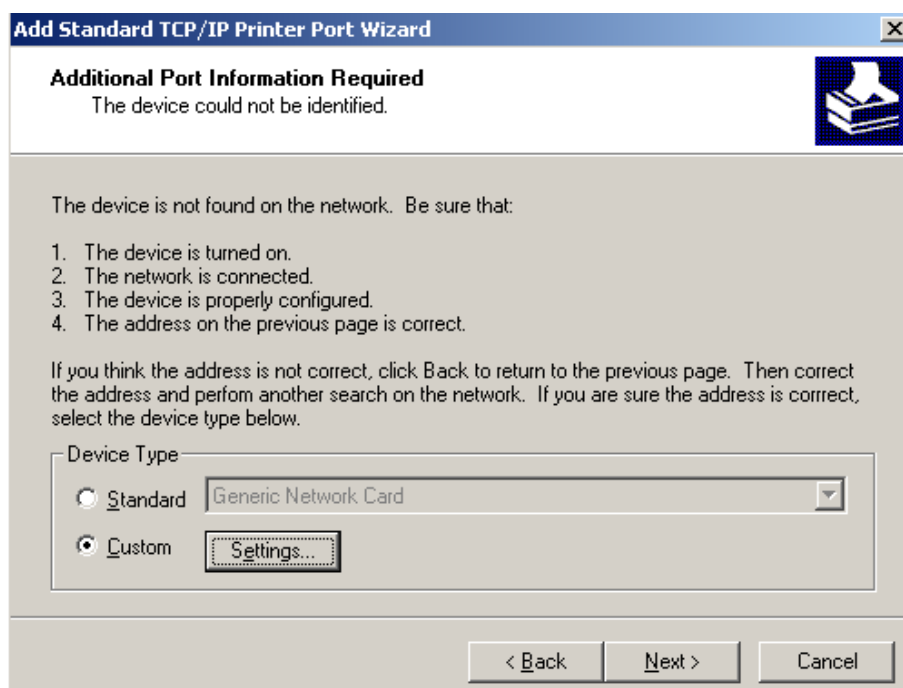 Add Standard TCP/IP Printer Port Wizard
Additional Port Information Required
The device could not be identified.
The device is not found on the network.  Be sure that:
1.  The device is turned on.
2.  The network is connected.
3.  The device is properly configured.
4.  The address on the previous page is correct.
If you think the address is not correct, click Back to return to the previous page.  Then correct
the address and perfom another search on the network.  If you are sure the address is corrrect,
select the device type below.
Device Type
Standard Generic Network Card
Custom Settings...
< Back Next > Cancel